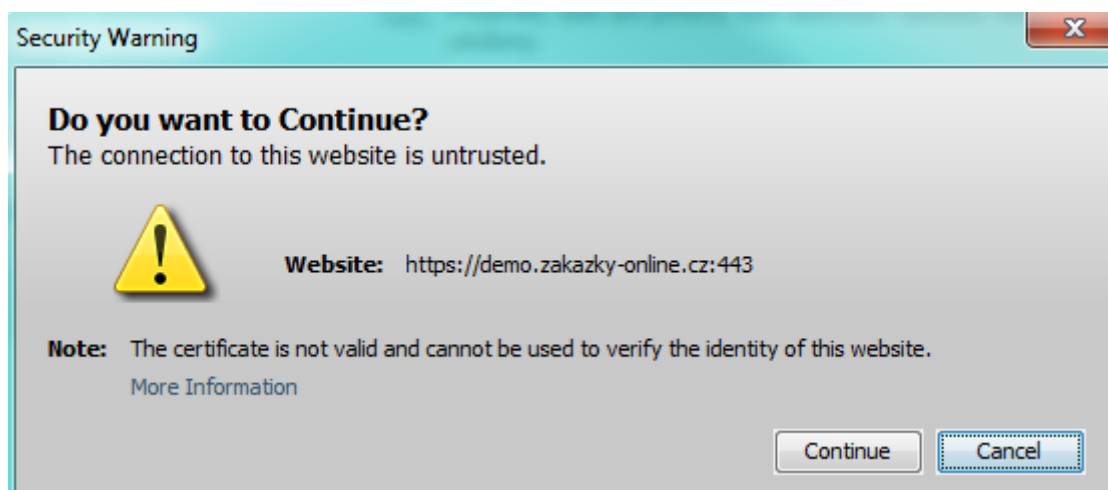 Security Warning
Do you want to Continue?
The connection to this website is untrusted.
Website: https://demo.zakazky-online.cz:443
Note: The certificate is not valid and cannot be used to verify the identity of this website.
More Information
Continue Cancel